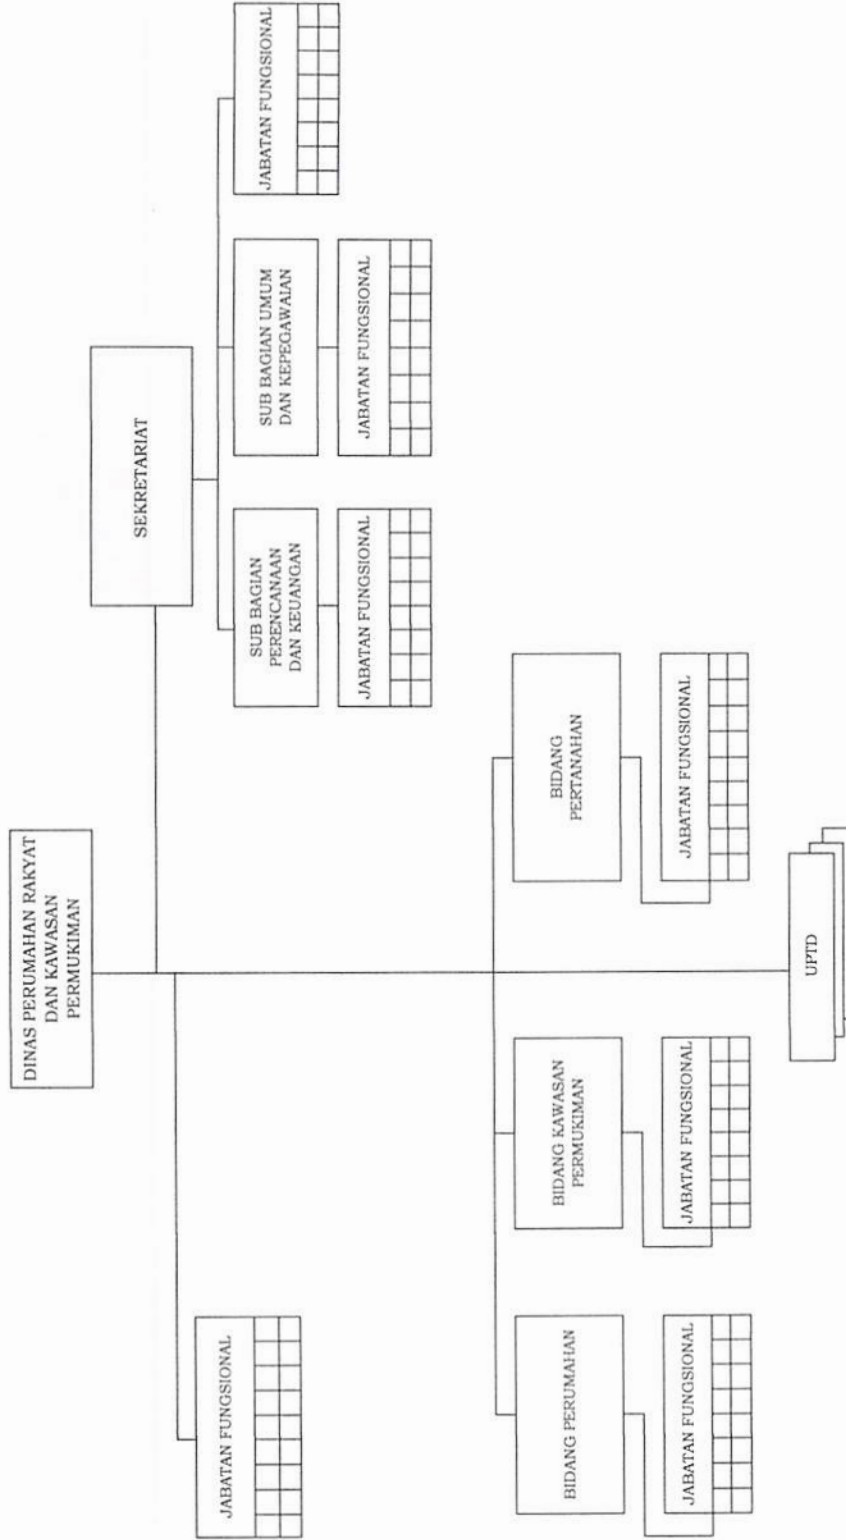 DINAS PERUMAHAN RAKYAT
DAN KAWASAN
PERMUKIMAN
SEKRETARIAT
JABATAN FUNGSIONAL
SUB BAGIAN
PERENCANAAN
DAN KEUANGAN
SUB BAGIAN UMUM
DAN KEPEGAWAIAN
JABATAN FUNGSIONAL
JABATAN FUNGSIONAL
JABATAN FUNGSIONAL
BIDANG PERUMAHAN
BIDANG KAWASAN
PERMUKIMAN
BIDANG
PERTANAHAN
JABATAN FUNGSIONAL
JABATAN FUNGSIONAL
JABATAN FUNGSIONAL
UPTD